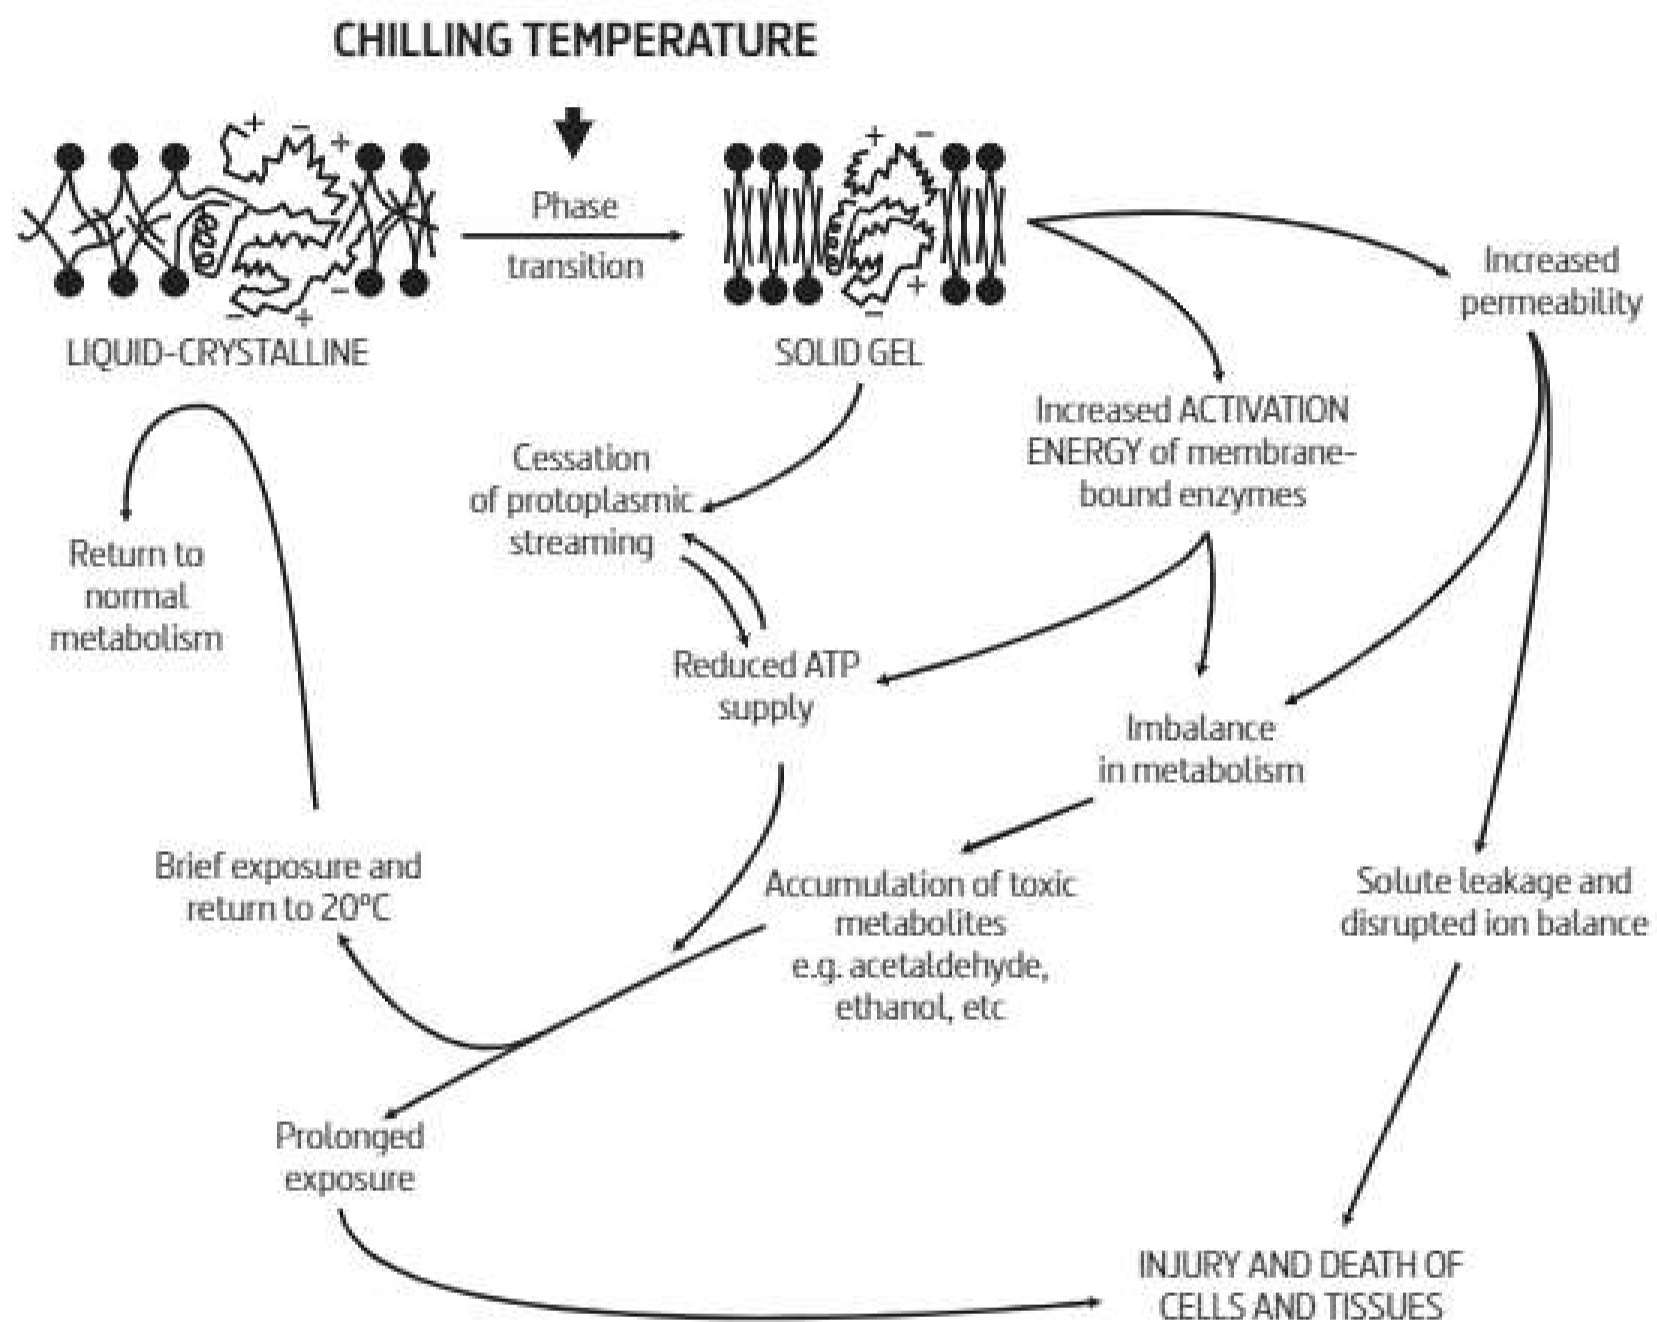 CHILLING TEMPERATURE
+
−
+
−
−
+
Phase
transition
+
−
+
−
LIQUID-CRYSTALLINE
SOLID GEL
Increased
permeability
Increased ACTIVATION
ENERGY of membrane-
bound enzymes
Cessation
of protoplasmic
streaming
Return to
normal
metabolism
Reduced ATP
supply
Imbalance
in metabolism
Brief exposure and
return to 20°C
Accumulation of toxic
metabolites
e.g. acetaldehyde,
ethanol, etc
Solute leakage and
disrupted ion balance
Prolonged
exposure
INJURY AND DEATH OF
CELLS AND TISSUES